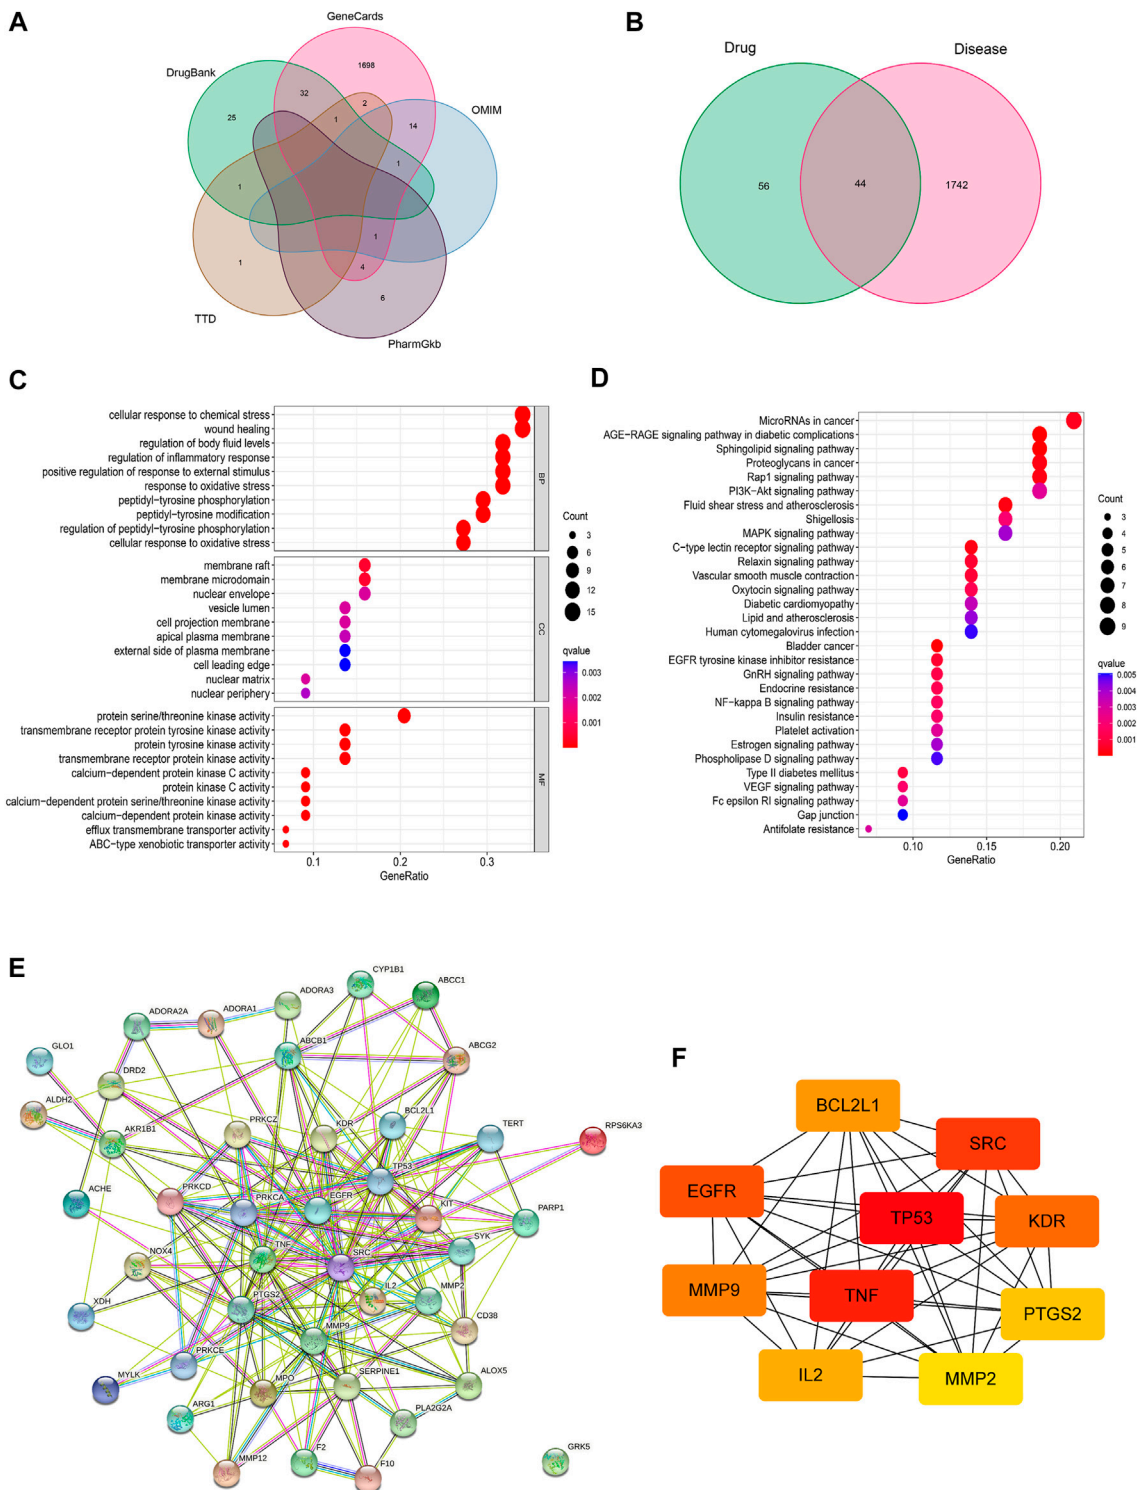 A
GeneCards
DrugBank
OMIM
TTD
PharmGkb
1698
32
2
25
1
14
1
1
1
1
4
6
B
Drug
Disease
56
44
1742
C
cellular response to chemical stress
wound healing
regulation of body fluid levels
regulation of inflammatory response
positive regulation of response to external stimulus
response to oxidative stress
peptidyl−tyrosine phosphorylation
peptidyl−tyrosine modification
regulation of peptidyl−tyrosine phosphorylation
cellular response to oxidative stress
BP
membrane raft
membrane microdomain
nuclear envelope
vesicle lumen
cell projection membrane
apical plasma membrane
external side of plasma membrane
cell leading edge
nuclear matrix
nuclear periphery
CC
protein serine/threonine kinase activity
transmembrane receptor protein tyrosine kinase activity
protein tyrosine kinase activity
transmembrane receptor protein kinase activity
calcium−dependent protein kinase C activity
protein kinase C activity
calcium−dependent protein serine/threonine kinase activity
calcium−dependent protein kinase activity
efflux transmembrane transporter activity
ABC−type xenobiotic transporter activity
MF
0.1
0.2
0.3
GeneRatio
Count
3
6
9
12
15
qvalue
0.003
0.002
0.001
D
MicroRNAs in cancer
AGE−RAGE signaling pathway in diabetic complications
Sphingolipid signaling pathway
Proteoglycans in cancer
Rap1 signaling pathway
PI3K−Akt signaling pathway
Fluid shear stress and atherosclerosis
Shigellosis
MAPK signaling pathway
C−type lectin receptor signaling pathway
Relaxin signaling pathway
Vascular smooth muscle contraction
Oxytocin signaling pathway
Diabetic cardiomyopathy
Lipid and atherosclerosis
Human cytomegalovirus infection
Bladder cancer
EGFR tyrosine kinase inhibitor resistance
GnRH signaling pathway
Endocrine resistance
NF−kappa B signaling pathway
Insulin resistance
Platelet activation
Estrogen signaling pathway
Phospholipase D signaling pathway
Type II diabetes mellitus
VEGF signaling pathway
Fc epsilon RI signaling pathway
Gap junction
Antifolate resistance
0.10
0.15
0.20
GeneRatio
Count
3
4
5
6
7
8
9
qvalue
0.005
0.004
0.003
0.002
0.001
E
CYP1B1
ABCC1
ADORA3
ADORA2A
ADORA1
ABCB1
ABCG2
GLO1
DRD2
ALDH2
AKR1B1
PRKCZ
KDR
BCL2L1
TERT
RPS6KA3
TP53
ACHE
PRKCD
PRKCA
EGFR
KIT
PARP1
SYK
NOX4
TNF
SRC
IL2
MMP2
XDH
PTGS2
MMP9
CD38
PRKCE
MYLK
MPO
SERPINE1
ALOX5
ARG1
PLA2G2A
MMP12
F2
F10
GRK5
F
BCL2L1
SRC
EGFR
TP53
KDR
MMP9
TNF
PTGS2
IL2
MMP2